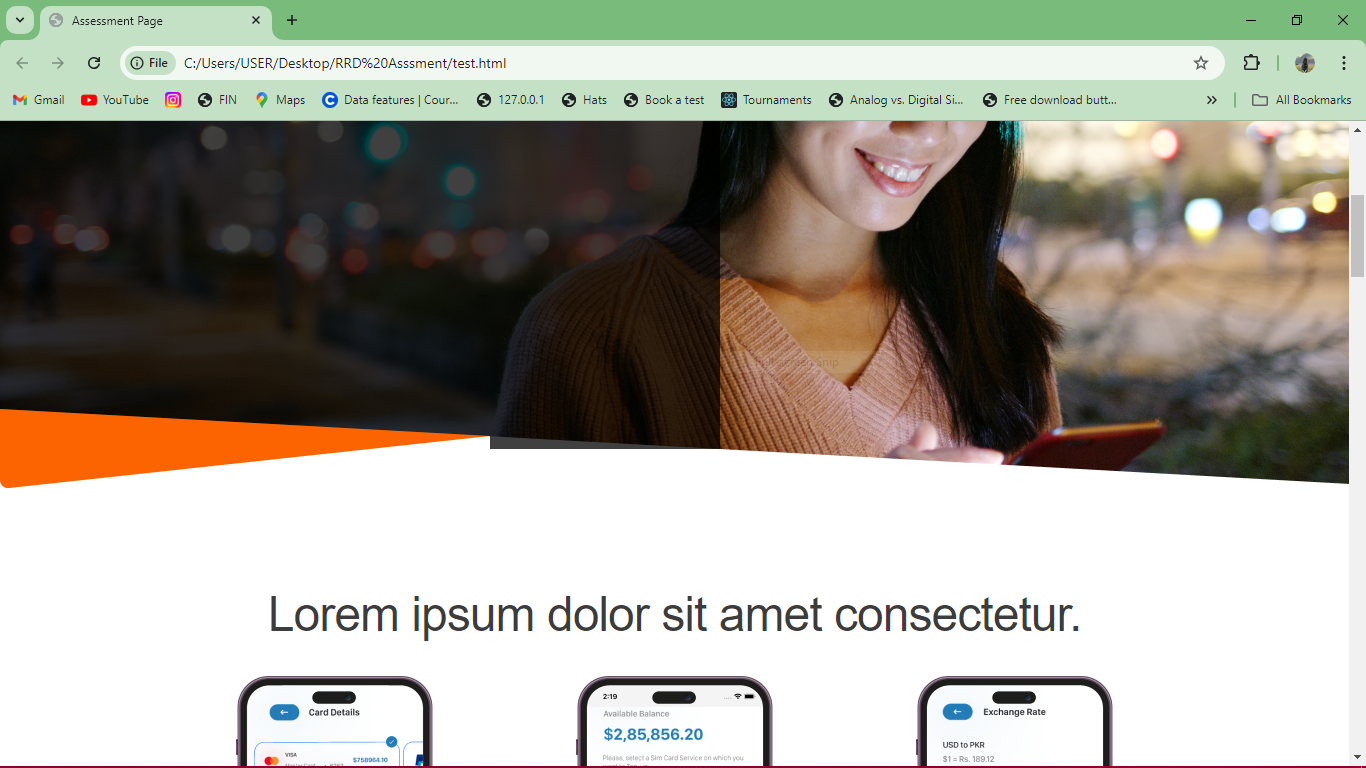 Assessment Page
File C:/Users/USER/Desktop/RRD%20Asssment/test.html
Gmail YouTube FIN Maps Data features | Cour... 127.0.0.1 Hats Book a test Tournaments Analog vs. Digital Si... Free download butt... » All Bookmarks
Lorem ipsum dolor sit amet consectetur.
Card Details
VISA
$758964.10
2:19
Available Balance
$2,85,856.20
Please, select a Sim Card Service on which you
Exchange Rate
USD to PKR
$1 = Rs. 189.12